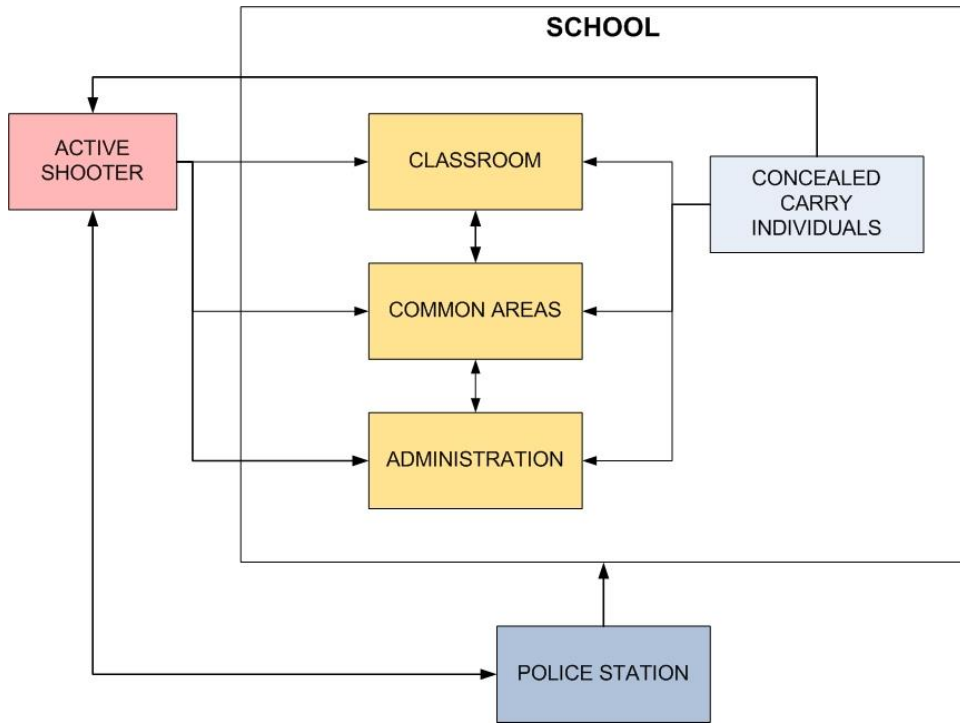 SCHOOL
ACTIVE
SHOOTER
CLASSROOM
CONCEALED
CARRY
INDIVIDUALS
COMMON AREAS
ADMINISTRATION
POLICE STATION